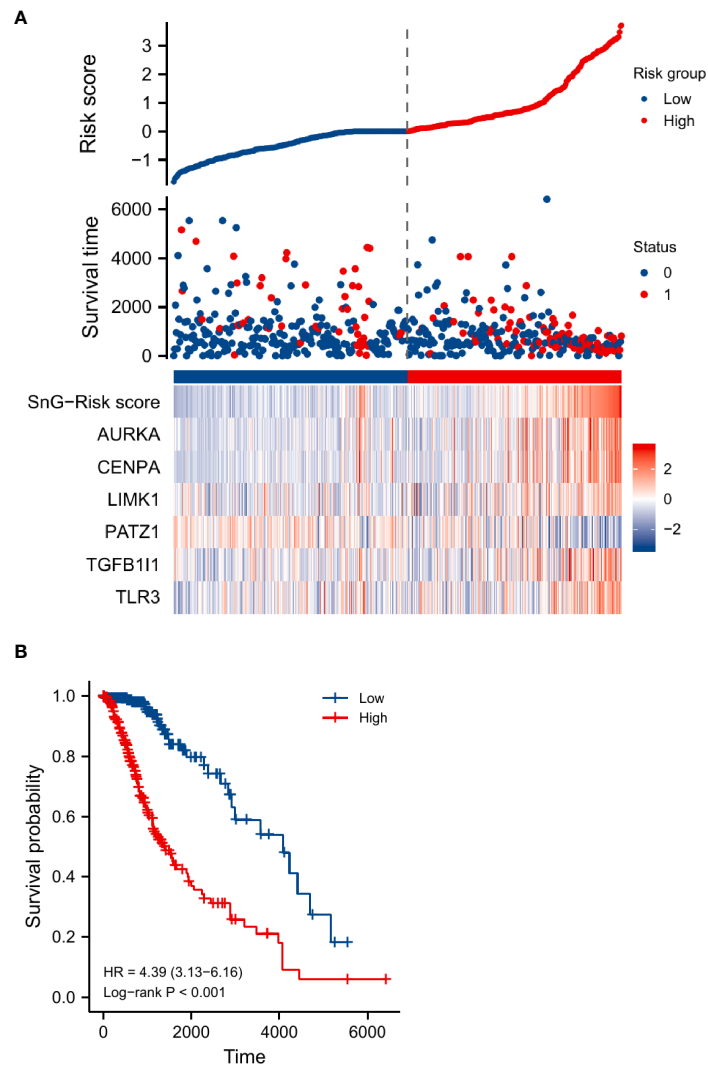 A
Risk score
3
2
1
0
−1
Risk group
Low
High
Survival time
6000
4000
2000
0
Status
0
1
SnG−Risk score
AURKA
CENPA
LIMK1
PATZ1
TGFB1I1
TLR3
2
0
−2
B
Survival probability
1.0
0.8
0.6
0.4
0.2
0.0
Low
High
HR = 4.39 (3.13−6.16)
Log−rank P < 0.001
0 2000 4000 6000
Time